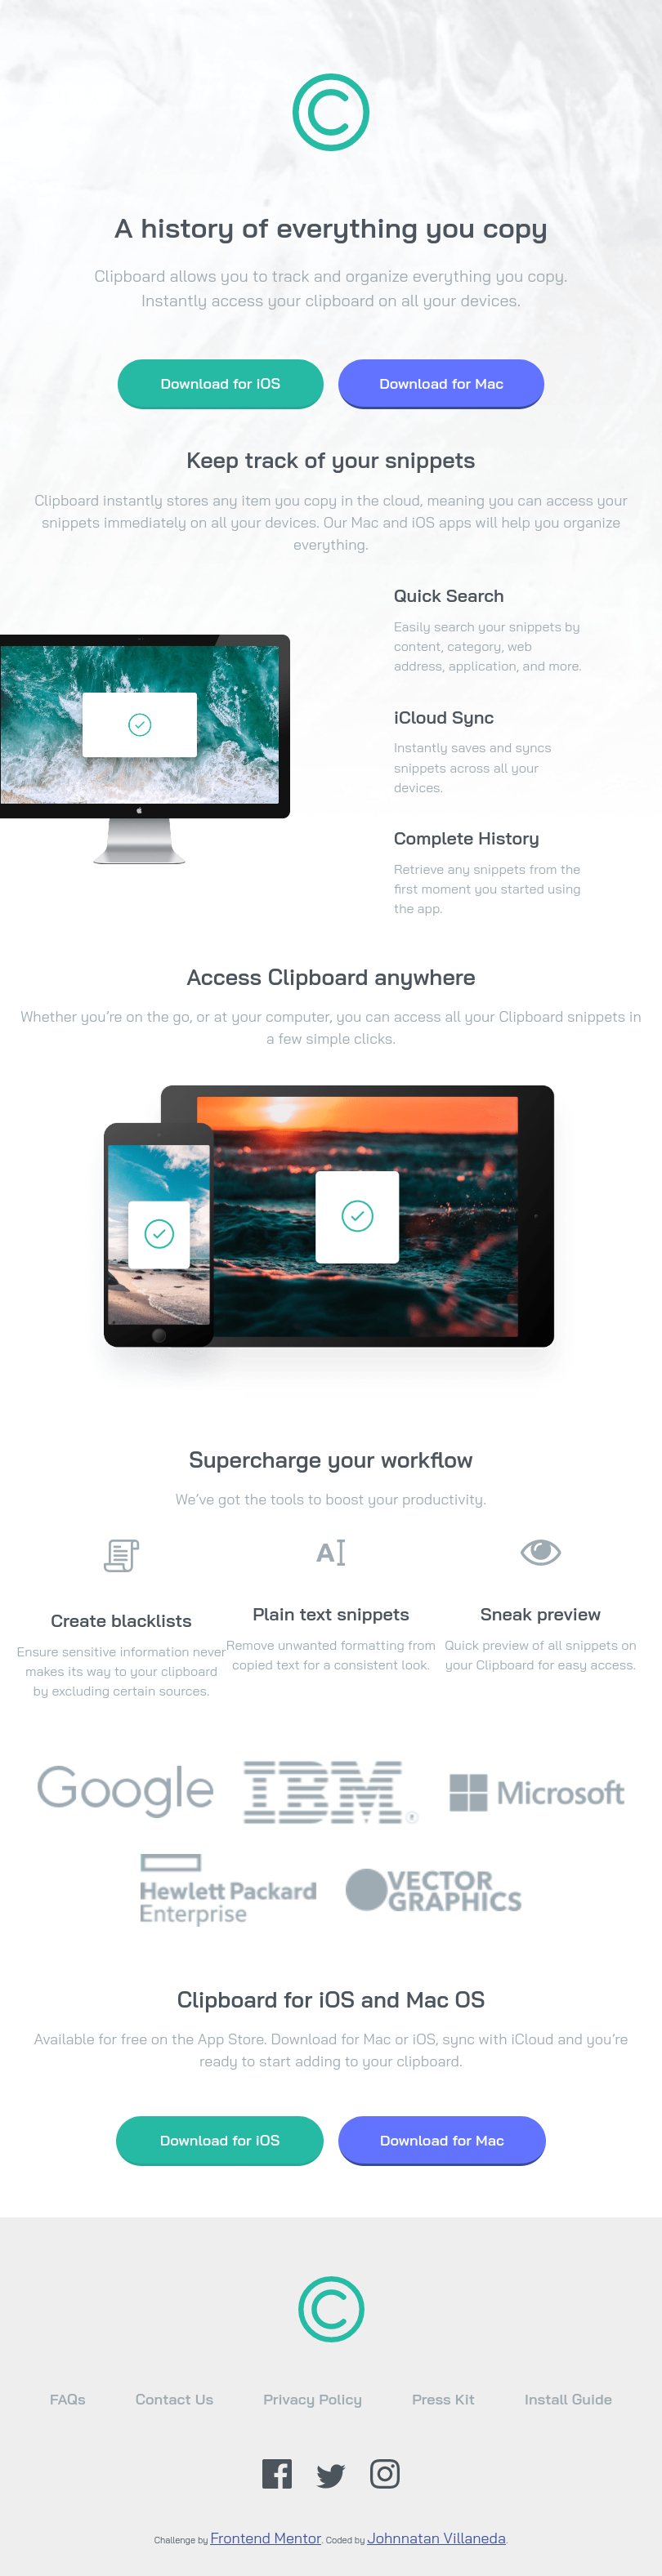 A history of everything you copy
Clipboard allows you to track and organize everything you copy.
Instantly access your clipboard on all your devices.
Download for iOS
Download for Mac
Keep track of your snippets
Clipboard instantly stores any item you copy in the cloud, meaning you can access your
snippets immediately on all your devices. Our Mac and iOS apps will help you organize
everything.
Quick Search
Easily search your snippets by
content, category, web
address, application, and more.
iCloud Sync
Instantly saves and syncs
snippets across all your
devices.
Complete History
Retrieve any snippets from the
first moment you started using
the app.
Access Clipboard anywhere
Whether you’re on the go, or at your computer, you can access all your Clipboard snippets in
a few simple clicks.
Supercharge your workflow
We’ve got the tools to boost your productivity.
Create blacklists
Ensure sensitive information never
makes its way to your clipboard
by excluding certain sources.
Plain text snippets
Remove unwanted formatting from
copied text for a consistent look.
Sneak preview
Quick preview of all snippets on
your Clipboard for easy access.
Google
IBM
Microsoft
Hewlett Packard
Enterprise
VECTOR
GRAPHICS
Clipboard for iOS and Mac OS
Available for free on the App Store. Download for Mac or iOS, sync with iCloud and you’re
ready to start adding to your clipboard.
Download for iOS
Download for Mac
FAQs
Contact Us
Privacy Policy
Press Kit
Install Guide
Challenge by Frontend Mentor. Coded by Johnnatan Villaneda.